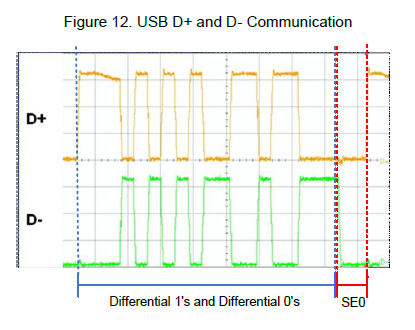 Figure 12. USB D+ and D- Communication
D+
D-
Differential 1's and Differential 0's
SE0